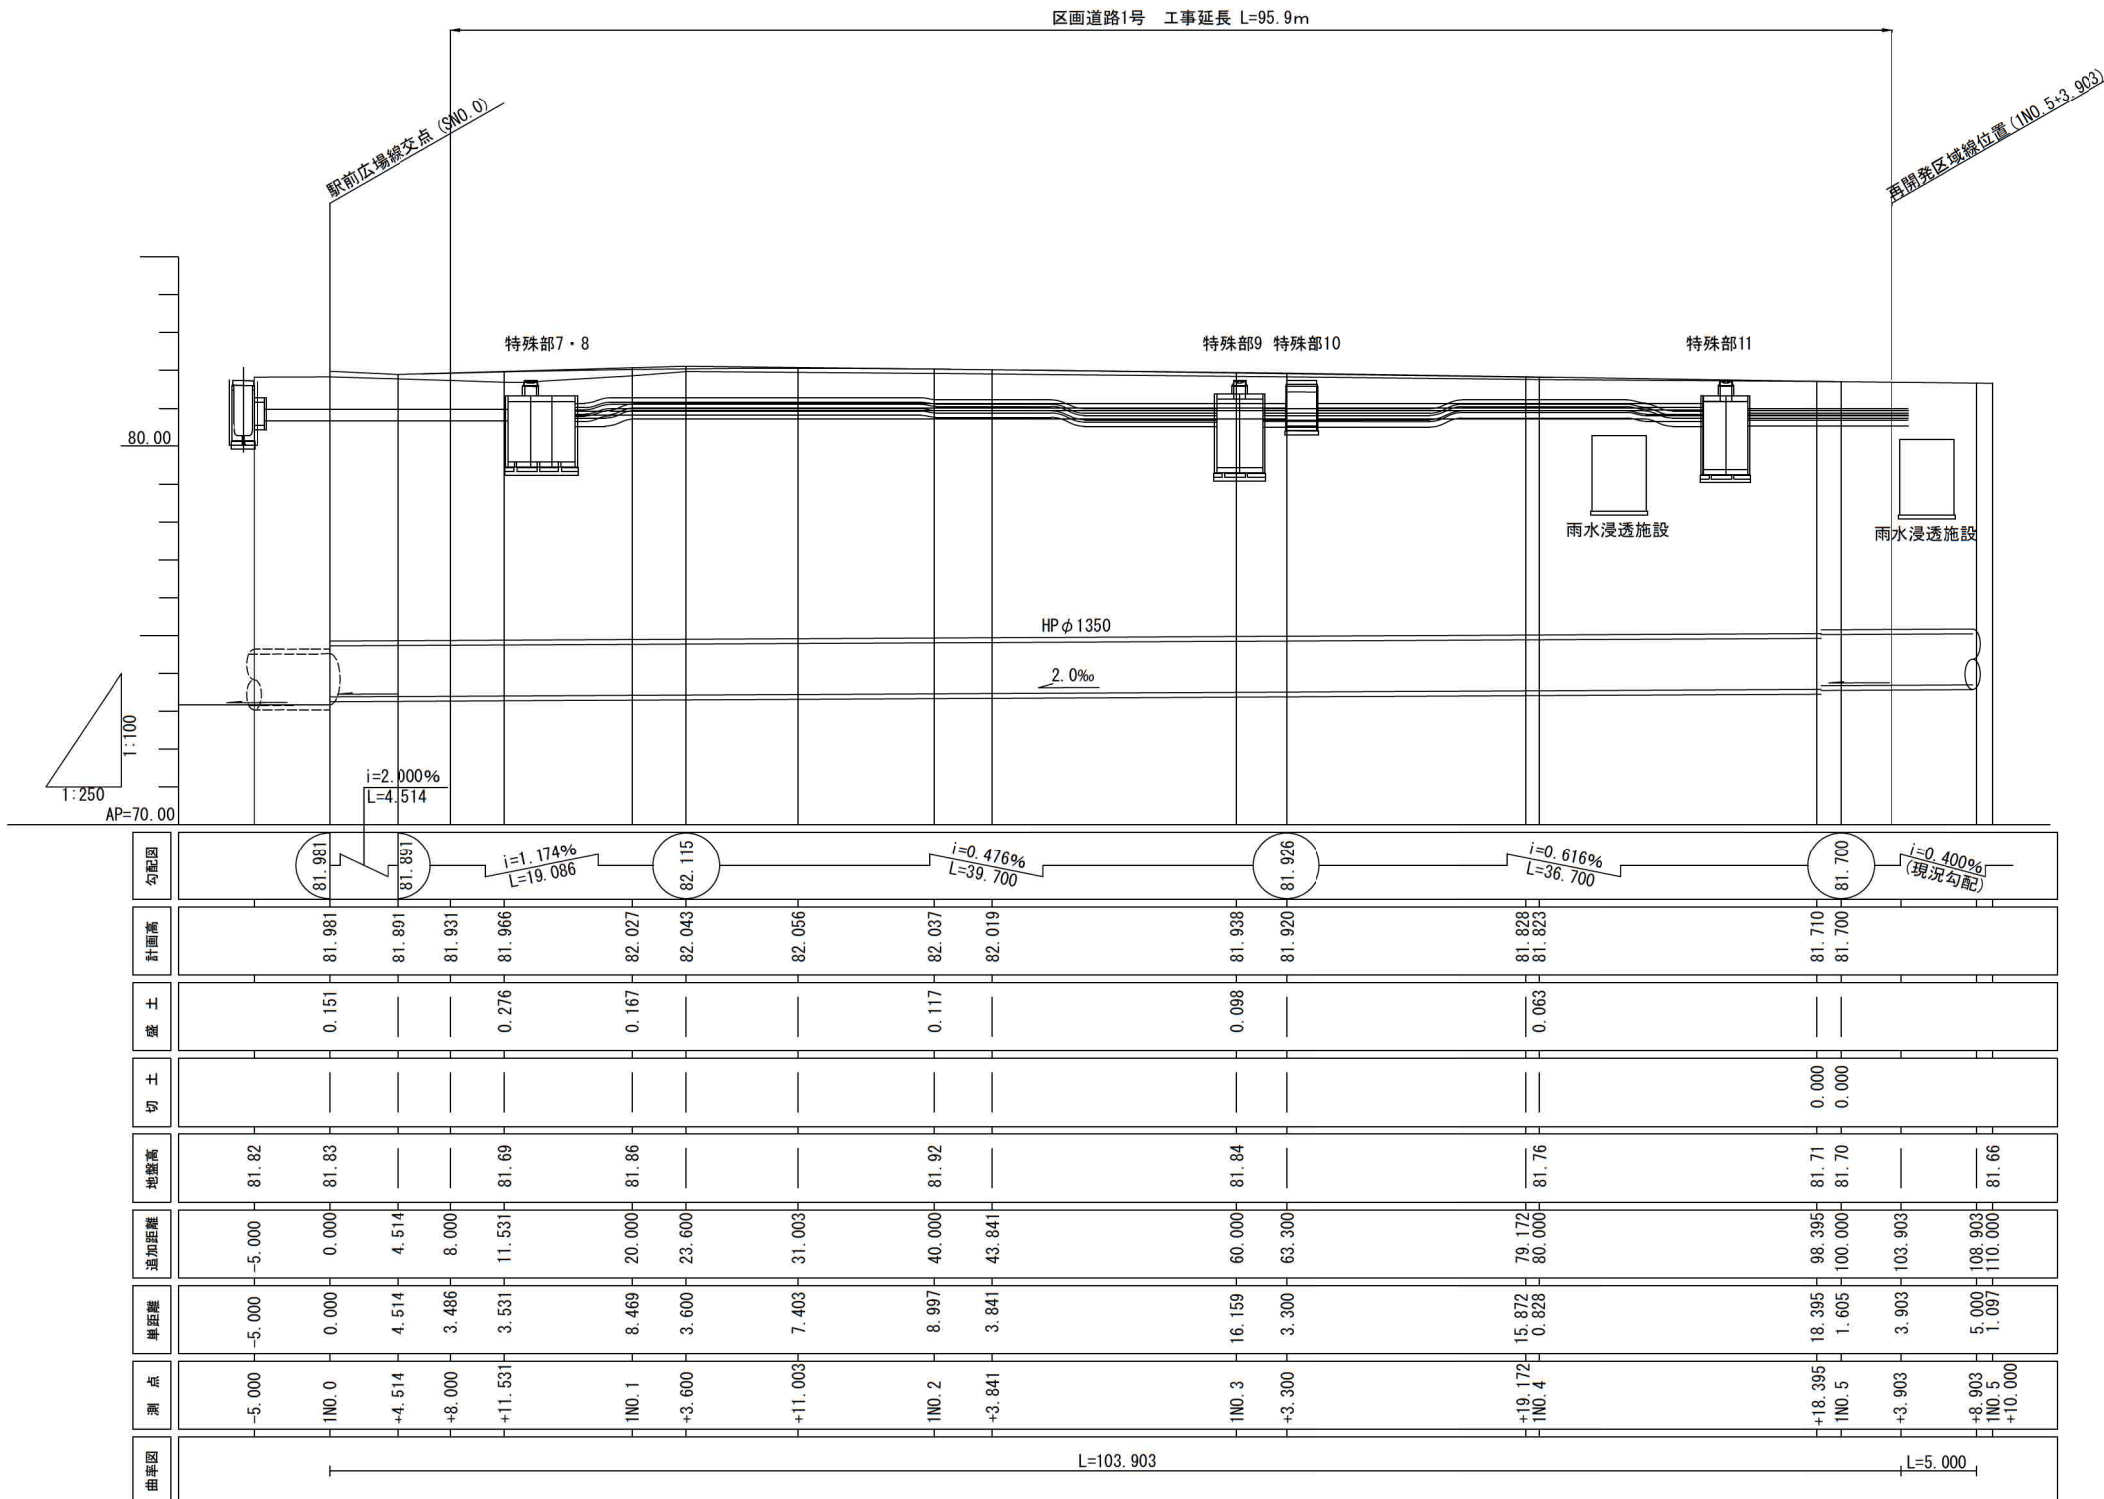 区画道路1号　工事延長 L=95.9m
駅前広場線交点 (SNO.0)
再開発区域線位置(1NO.5+3.903)
特殊部7・8
特殊部9
特殊部10
特殊部11
80.00
雨水浸透施設
雨水浸透施設
HPφ1350
2.0‰
1:100
1:250
AP=70.00
i=2.000%
L=4.514
勾配図
81.981
81.891
i=1.174%
L=19.086
82.115
i=0.476%
L=39.700
81.926
i=0.616%
L=36.700
81.700
i=0.400%
(現況勾配)
計画高
81.981
81.891
81.931
81.966
82.027
82.043
82.056
82.037
82.019
81.938
81.920
81.828
81.823
81.710
81.700
盛土
0.151
0.276
0.167
0.117
0.098
0.063
切土
0.000
0.000
地盤高
81.82
81.83
81.69
81.86
81.92
81.84
81.76
81.71
81.70
81.66
追加距離
-5.000
0.000
4.514
8.000
11.531
20.000
23.600
31.003
40.000
43.841
60.000
63.300
79.172
80.000
98.395
100.000
103.903
108.903
110.000
単距離
-5.000
0.000
4.514
3.486
3.531
8.469
3.600
7.403
8.997
3.841
16.159
3.300
15.872
0.828
18.395
1.605
3.903
5.000
1.097
測点
-5.000
1NO.0
+4.514
+8.000
+11.531
1NO.1
+3.600
+11.003
1NO.2
+3.841
1NO.3
+3.300
+19.172
1NO.4
+18.395
1NO.5
+3.903
+8.903
1NO.5
+10.000
曲率図
L=103.903
L=5.000